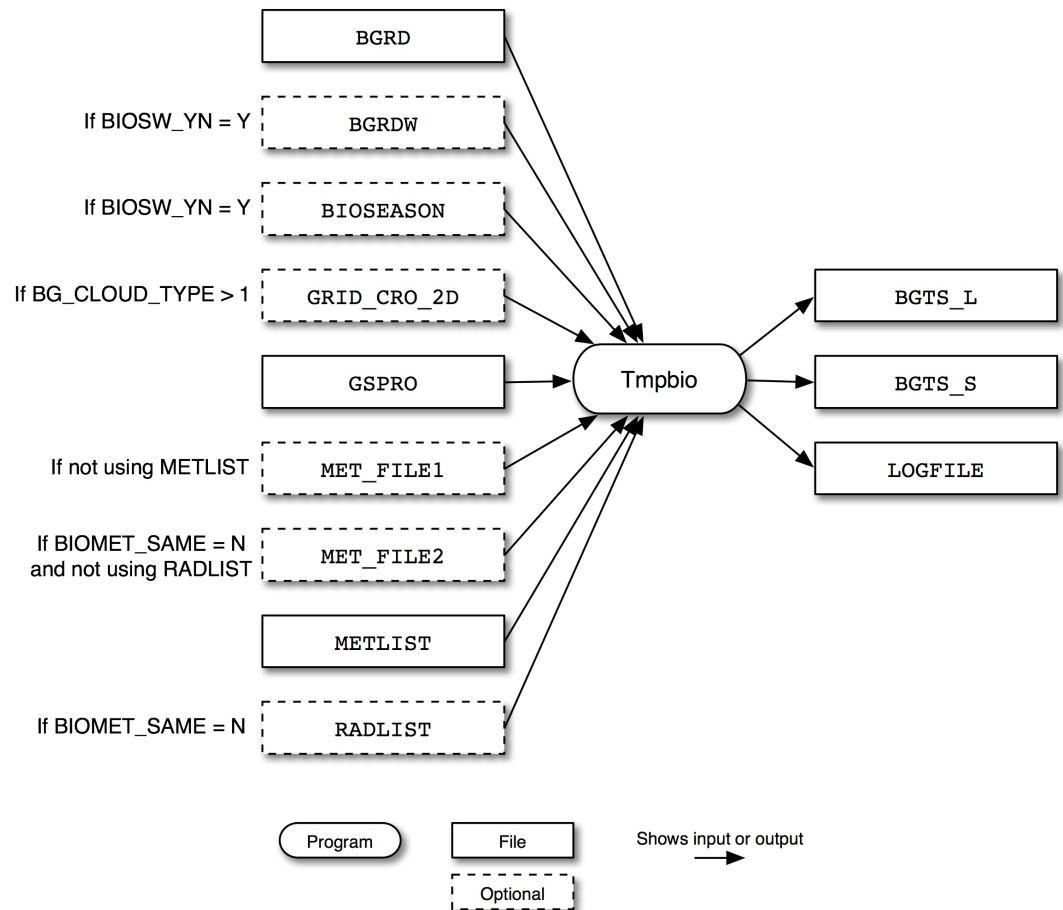 BGRD
If BIOSW_YN = Y
BGRDW
If BIOSW_YN = Y
BIOSEASON
If BG_CLOUD_TYPE > 1
GRID_CRO_2D
GSPRO
If not using METLIST
MET_FILE1
If BIOMET_SAME = N
and not using RADLIST
MET_FILE2
METLIST
If BIOMET_SAME = N
RADLIST
Tmpbio
BGTS_L
BGTS_S
LOGFILE
Program
File
Shows input or output
Optional